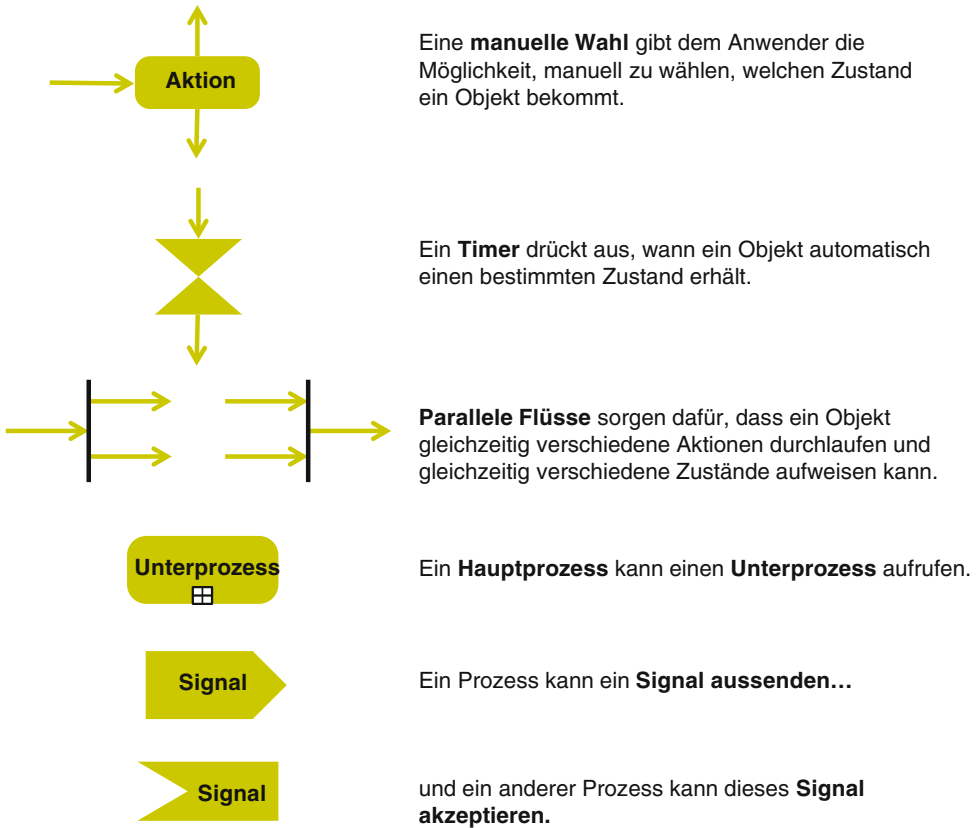 Aktion
Eine manuelle Wahl gibt dem Anwender die
Möglichkeit, manuell zu wählen, welchen Zustand
ein Objekt bekommt.
Ein Timer drückt aus, wann ein Objekt automatisch
einen bestimmten Zustand erhält.
Parallele Flüsse sorgen dafür, dass ein Objekt
gleichzeitig verschiedene Aktionen durchlaufen und
gleichzeitig verschiedene Zustände aufweisen kann.
Unterprozess
Ein Hauptprozess kann einen Unterprozess aufrufen.
Signal
Ein Prozess kann ein Signal aussenden…
Signal
und ein anderer Prozess kann dieses Signal
akzeptieren.